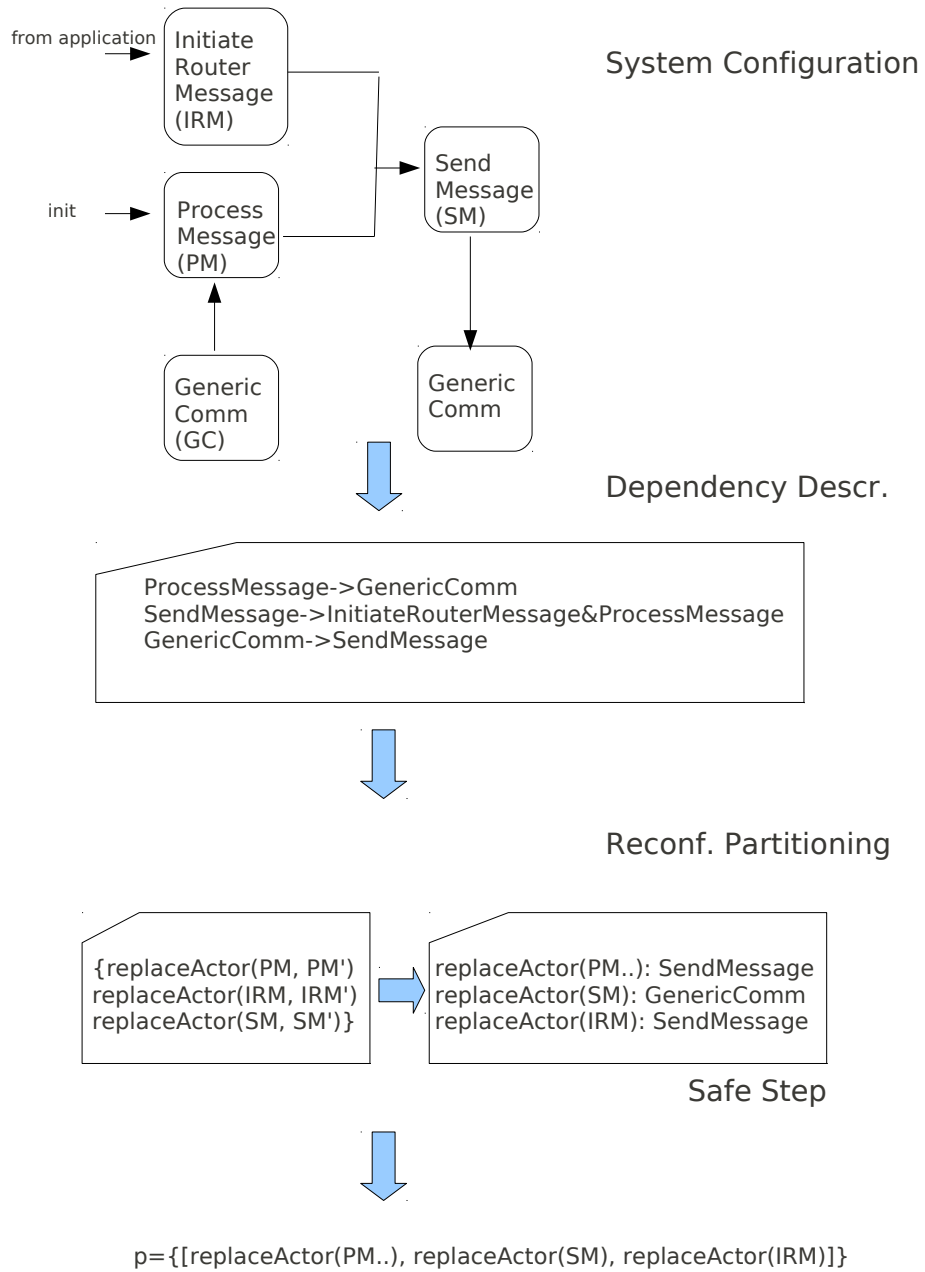 from application
Initiate
Router
Message
(IRM)
System Configuration
Send
Message
(SM)
init
Process
Message
(PM)
Generic
Comm
(GC)
Generic
Comm
Dependency Descr.
ProcessMessage->GenericComm
SendMessage->InitiateRouterMessage&ProcessMessage
GenericComm->SendMessage
Reconf. Partitioning
{replaceActor(PM, PM')
replaceActor(IRM, IRM')
replaceActor(SM, SM')}
replaceActor(PM..): SendMessage
replaceActor(SM): GenericComm
replaceActor(IRM): SendMessage
Safe Step
p={[replaceActor(PM..), replaceActor(SM), replaceActor(IRM)]}